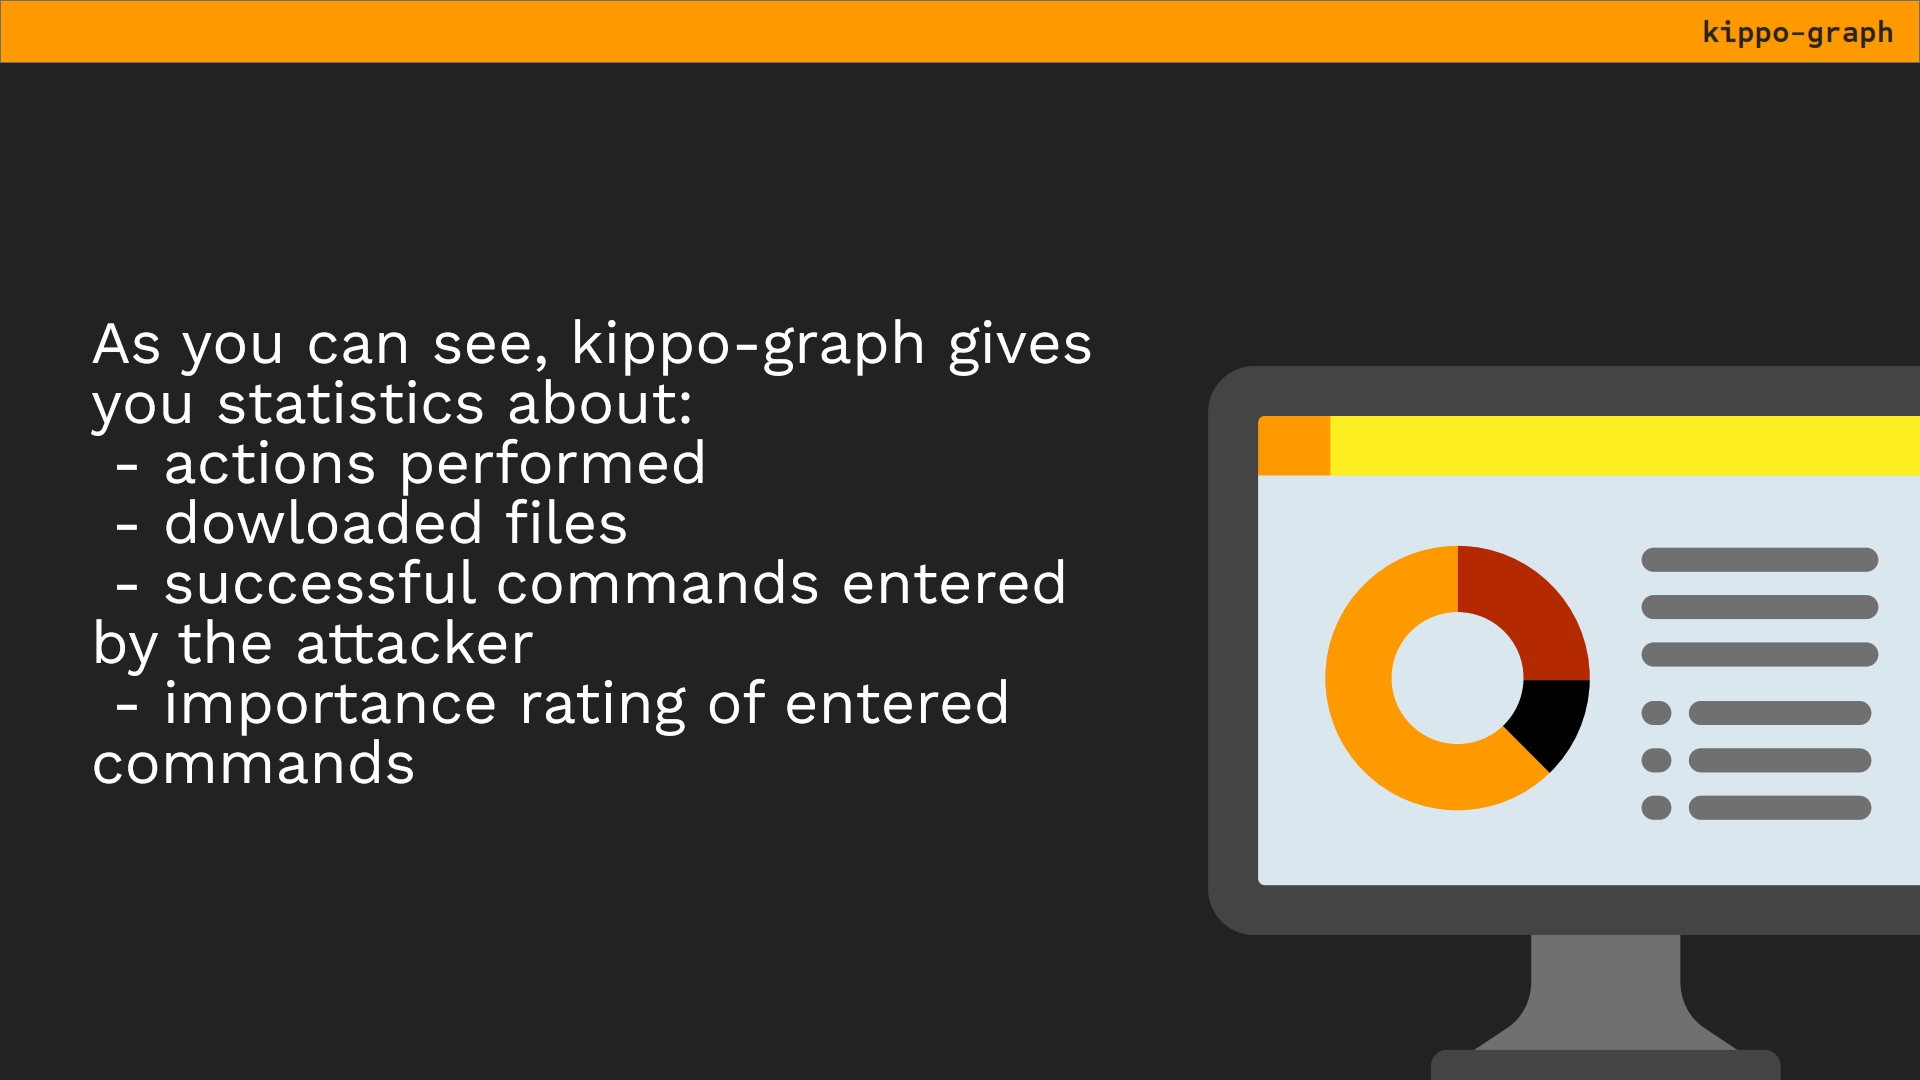 kippo-graph
As you can see, kippo-graph gives
you statistics about:
- actions performed
- dowloaded files
- successful commands entered
by the attacker
- importance rating of entered
commands